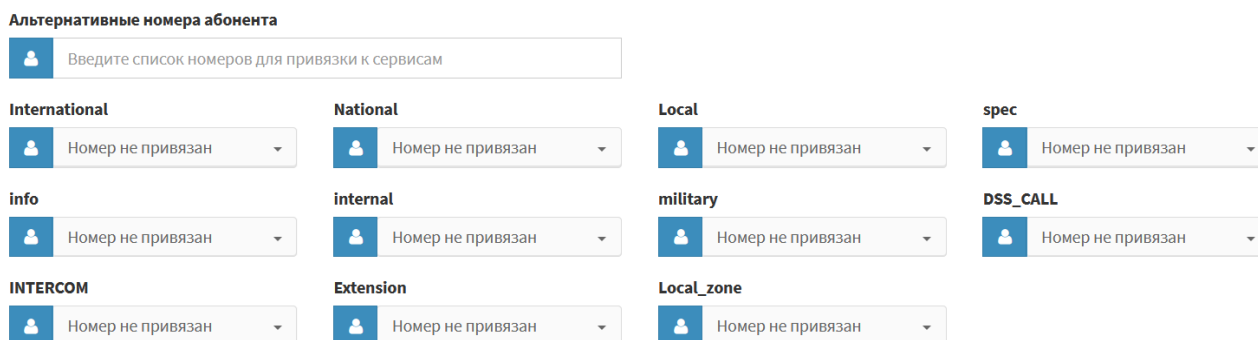 Альтернативные номера абонента
Введите список номеров для привязки к сервисам
International National Local spec
Номер не привязан Номер не привязан Номер не привязан Номер не привязан
info internal military DSS_CALL
Номер не привязан Номер не привязан Номер не привязан Номер не привязан
INTERCOM Extension Local_zone
Номер не привязан Номер не привязан Номер не привязан